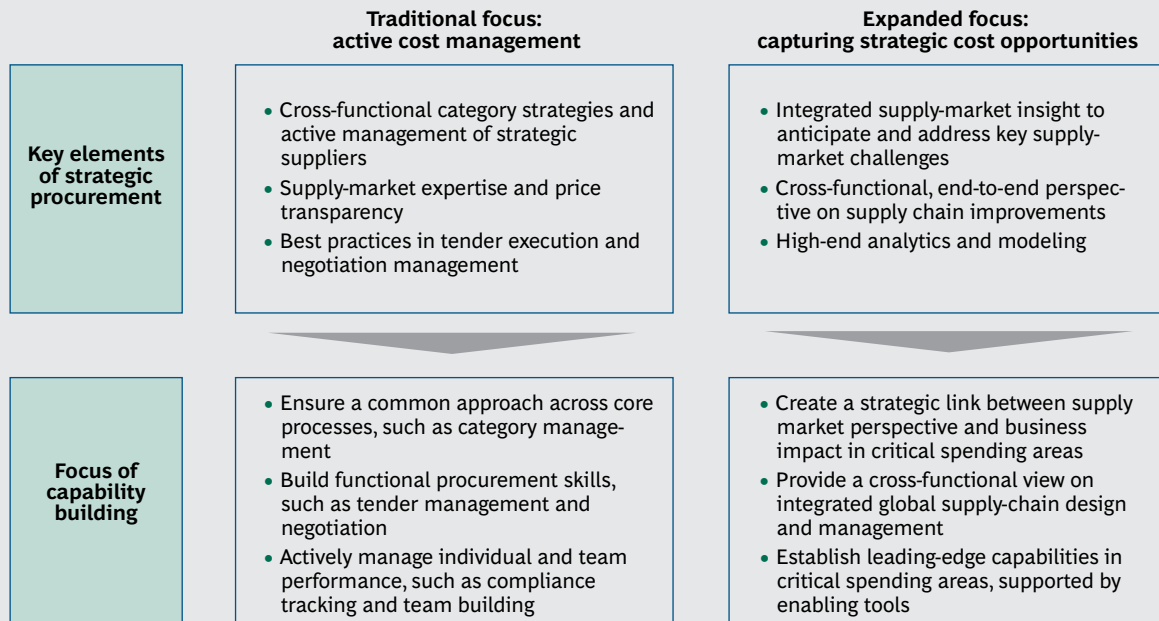 Traditional focus:
active cost management
Expanded focus:
capturing strategic cost opportunities
Key elements
of strategic
procurement
• Cross-functional category strategies and
active management of strategic
suppliers
• Supply-market expertise and price
transparency
• Best practices in tender execution and
negotiation management
• Integrated supply-market insight to
anticipate and address key supply-
market challenges
• Cross-functional, end-to-end perspec-
tive on supply chain improvements
• High-end analytics and modeling
Focus of
capability
building
• Ensure a common approach across core
processes, such as category manage-
ment
• Build functional procurement skills,
such as tender management and
negotiation
• Actively manage individual and team
performance, such as compliance
tracking and team building
• Create a strategic link between supply
market perspective and business
impact in critical spending areas
• Provide a cross-functional view on
integrated global supply-chain design
and management
• Establish leading-edge capabilities in
critical spending areas, supported by
enabling tools